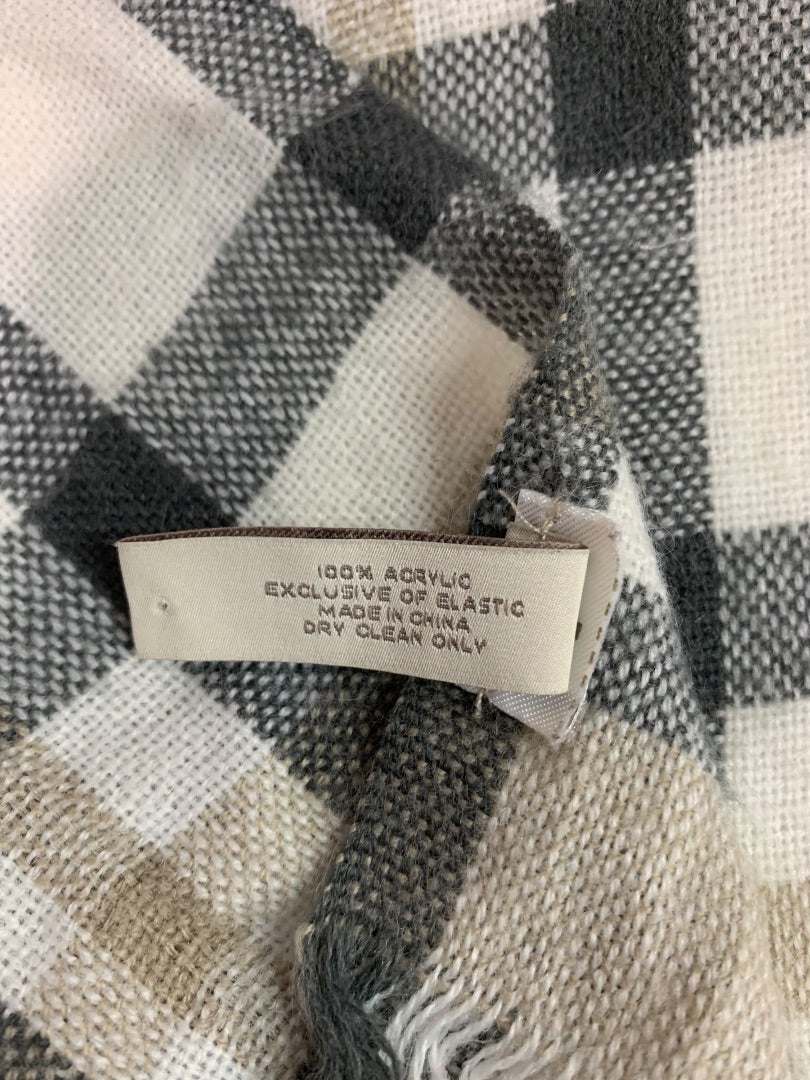 100% ACRYLIC
EXCLUSIVE OF ELASTIC
MADE IN CHINA
DRY CLEAN ONLY